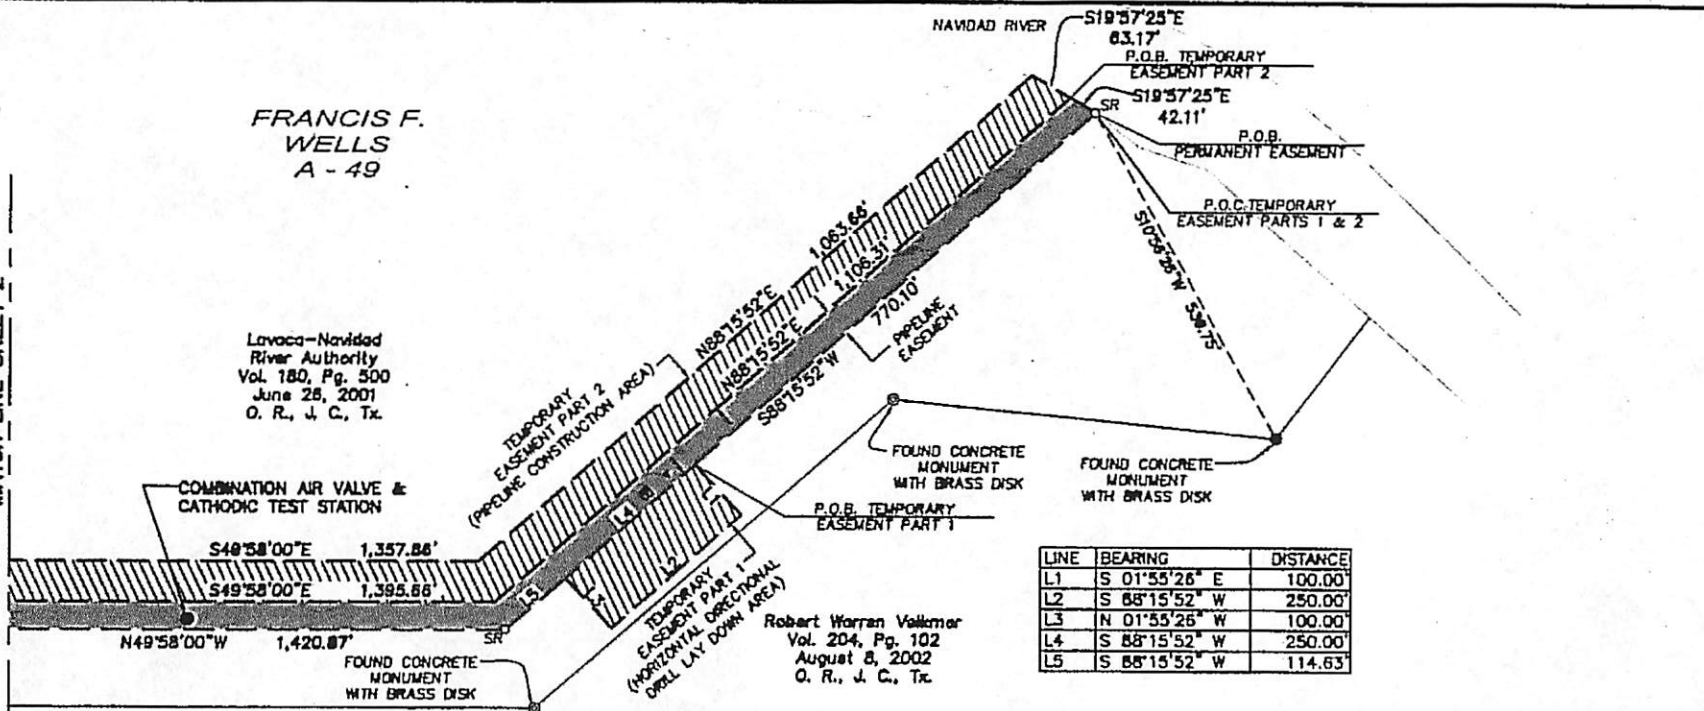 NAVIDAD RIVER
S19°57'25"E
63.17'
P.O.B. TEMPORARY
EASEMENT PART 2
SR
S19°57'25"E
42.11'
P.O.B.
PERMANENT EASEMENT
P.O.C. TEMPORARY
EASEMENT PARTS 1 & 2
FRANCIS F.
WELLS
A - 49
1,063.66'
N88°15'52"E
1,106.31'
N88°15'52"E
770.10'
S88°15'52"W
PIPELINE
EASEMENT
Lavaca-Navidad
River Authority
Vol. 180, Pg. 500
June 26, 2001
O. R., J. C., Tx.
TEMPORARY
EASEMENT PART 2
(PIPELINE CONSTRUCTION AREA)
FOUND CONCRETE
MONUMENT
WITH BRASS DISK
FOUND CONCRETE
MONUMENT
WITH BRASS DISK
COMBINATION AIR VALVE &
CATHODIC TEST STATION
P.O.B. TEMPORARY
EASEMENT PART 1
L1
L4
L2
L3
L5
S49°58'00"E 1,357.86'
S49°58'00"E 1,395.66'
N49°58'00"W 1,420.87'
SR
TEMPORARY
EASEMENT PART 1
(HORIZONTAL DIRECTIONAL
DRILL LAY DOWN AREA)
FOUND CONCRETE
MONUMENT
WITH BRASS DISK
Robert Warren Volkmer
Vol. 204, Pg. 102
August 8, 2002
O. R., J. C., Tx.
LINE BEARING DISTANCE
L1 S 01°55'26" E 100.00'
L2 S 88°15'52" W 250.00'
L3 N 01°55'26" W 100.00'
L4 S 88°15'52" W 250.00'
L5 S 88°15'52" W 114.63'